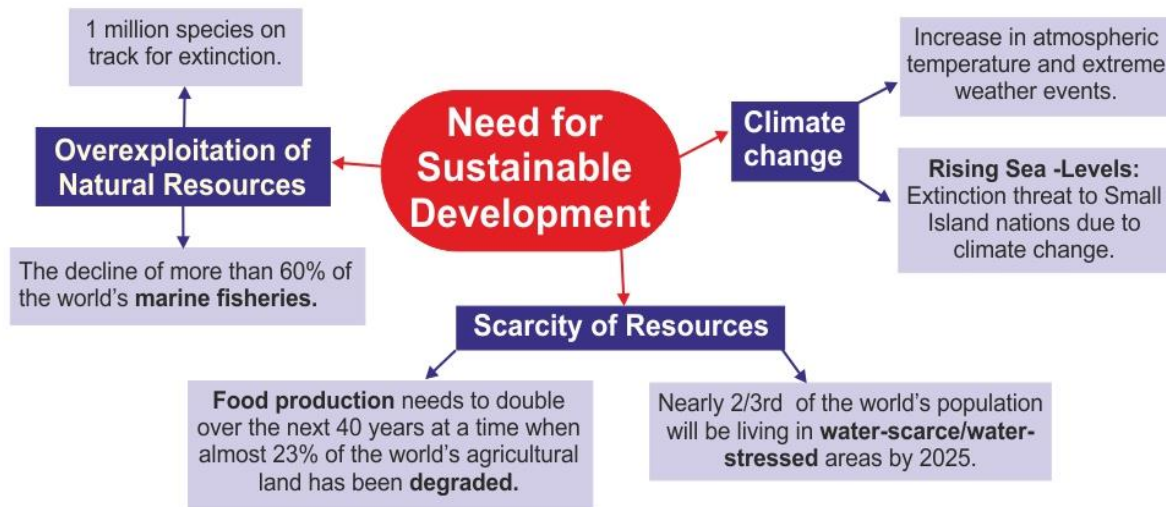 1 million species on
track for extinction.
Overexploitation of
Natural Resources
The decline of more than 60% of
the world's marine fisheries.
Need for
Sustainable
Development
Climate
change
Increase in atmospheric
temperature and extreme
weather events.
Rising Sea -Levels:
Extinction threat to Small
Island nations due to
climate change.
Scarcity of Resources
Food production needs to double
over the next 40 years at a time when
almost 23% of the world's agricultural
land has been degraded.
Nearly 2/3rd of the world's population
will be living in water-scarce/water-
stressed areas by 2025.